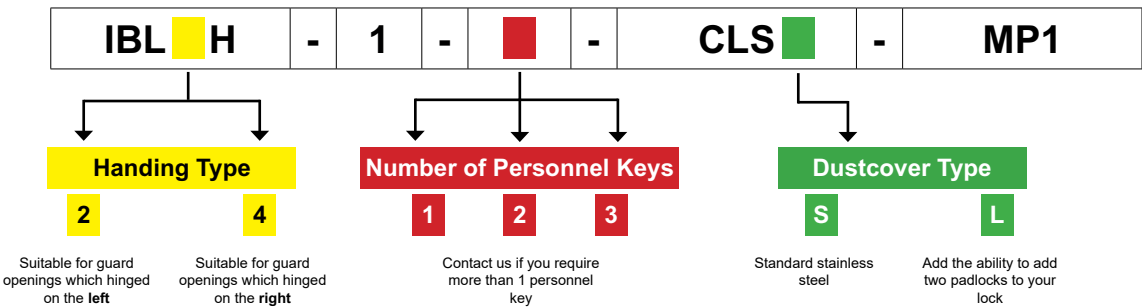 IBL H - 1 - - CLS - MP1
Handing Type
Number of Personnel Keys
Dustcover Type
2
4
1
2
3
S
L
Suitable for guard
openings which hinged
on the left
Suitable for guard
openings which hinged
on the right
Contact us if you require
more than 1 personnel
key
Standard stainless
steel
Add the ability to add
two padlocks to your
lock